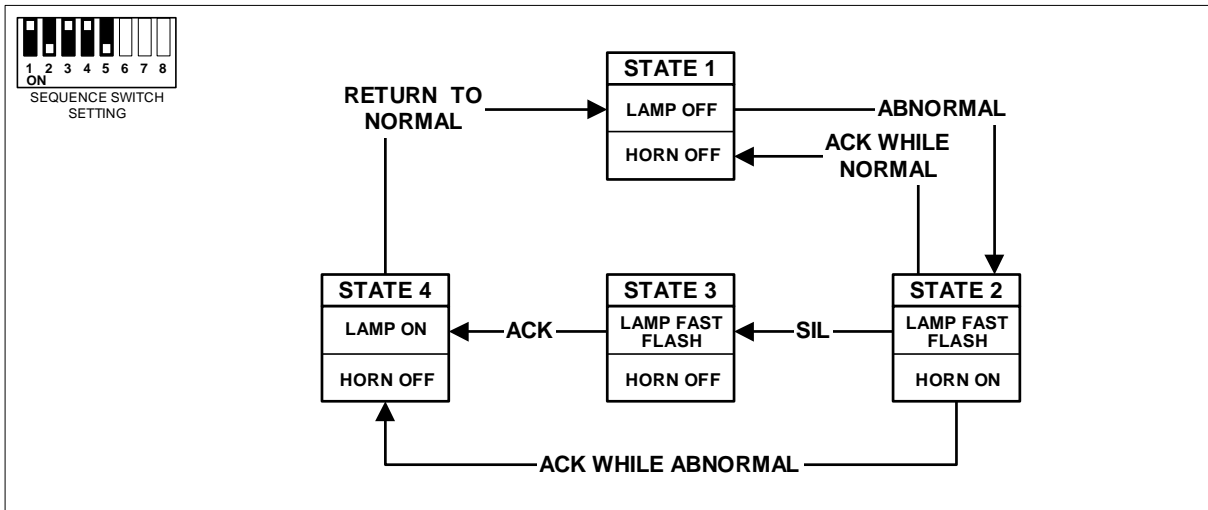 1 2 3 4 5 6 7 8
ON
SEQUENCE SWITCH
SETTING
STATE 1
LAMP OFF
HORN OFF
RETURN TO
NORMAL
ABNORMAL
ACK WHILE
NORMAL
STATE 4
LAMP ON
HORN OFF
ACK
STATE 3
LAMP FAST
FLASH
HORN OFF
SIL
STATE 2
LAMP FAST
FLASH
HORN ON
ACK WHILE ABNORMAL